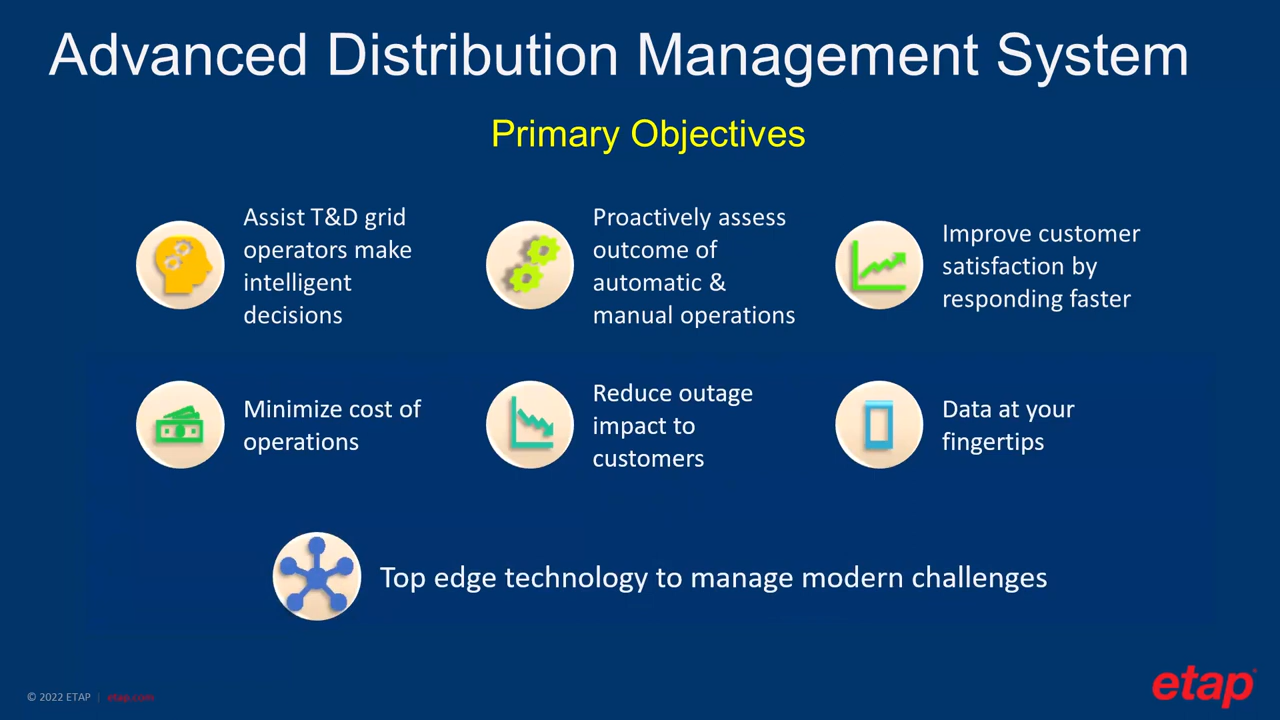 Advanced Distribution Management System
Primary Objectives
Assist T&D grid
operators make
intelligent
decisions
Proactively assess
outcome of
automatic &
manual operations
Improve customer
satisfaction by
responding faster
Minimize cost of
operations
Reduce outage
impact to
customers
Data at your
fingertips
Top edge technology to manage modern challenges
© 2022 ETAP | etap.com
etap®